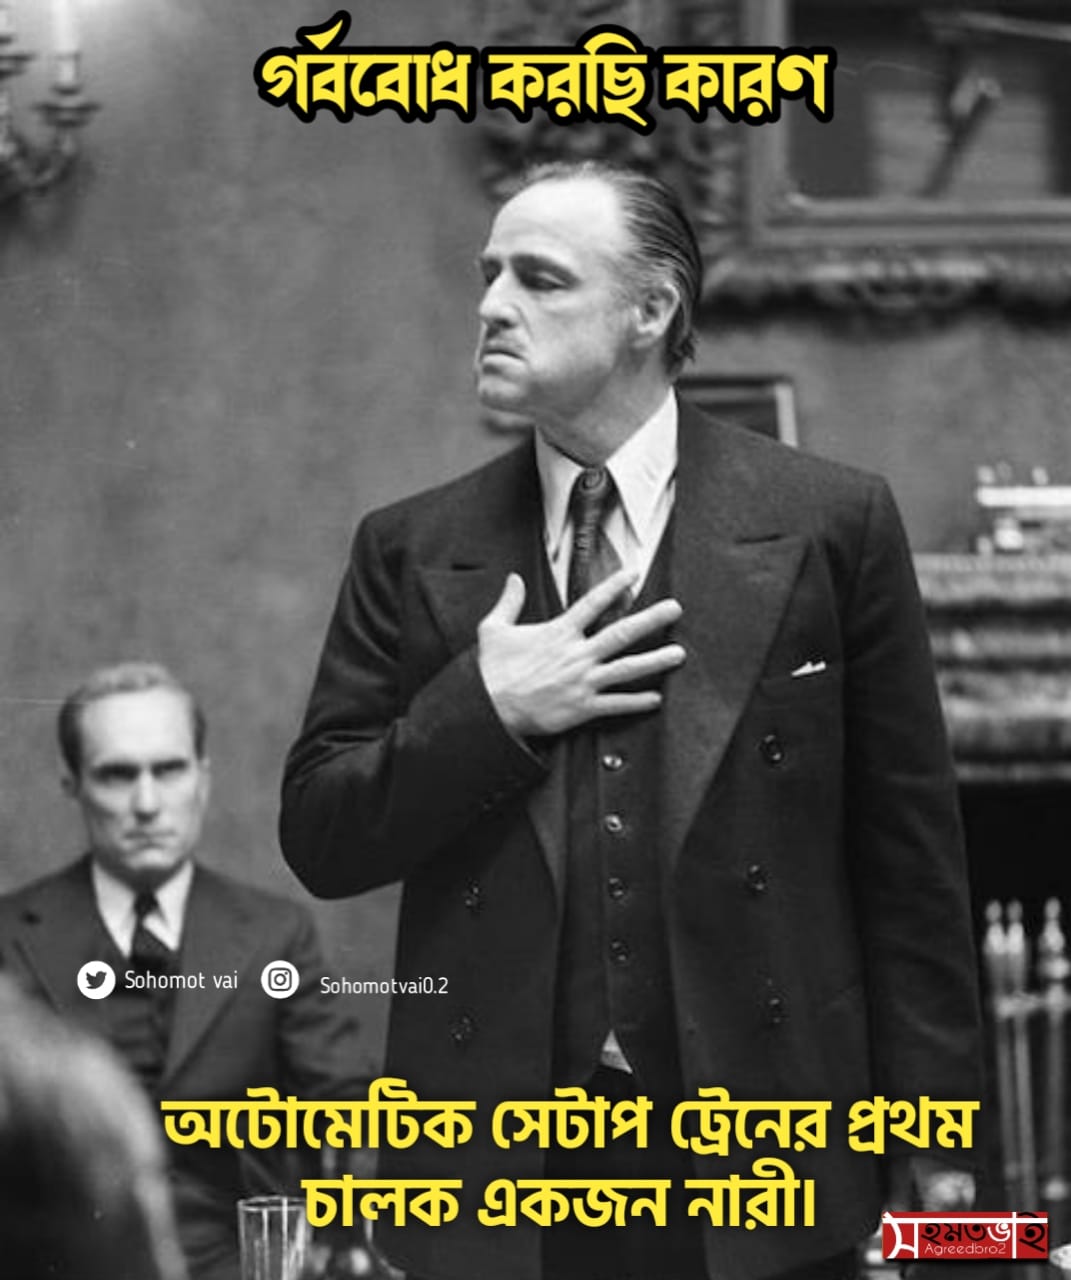 গর্ববোধ করছি কারণ
Sohomot vai Sohomotvai0.2
অটোমেটিক সেটাপ ট্রেনের প্রথম
চালক একজন নারী।
সহমতভাই
Agreedbro2